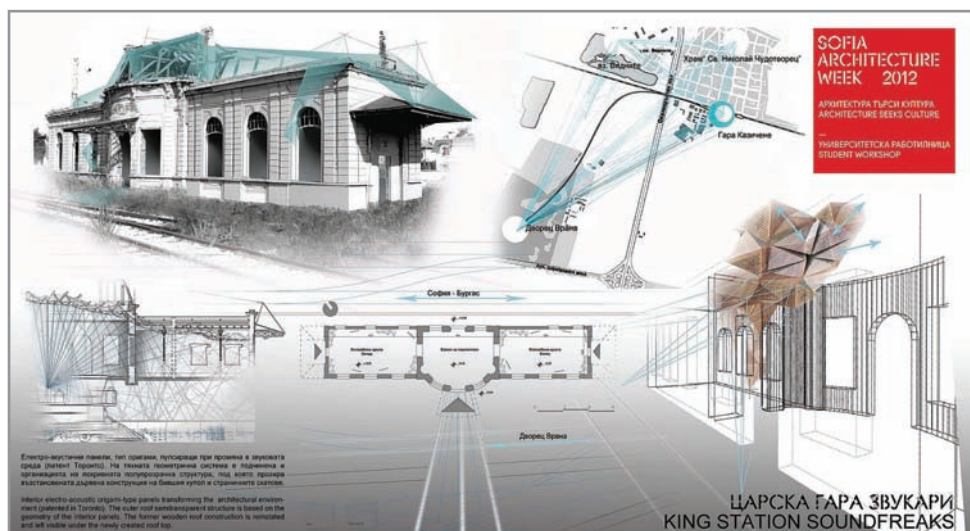 SOFIA
ARCHITECTURE
WEEK 2012
АРХИТЕКТУРА ТЪРСИ КУЛТУРА
ARCHITECTURE SEEKS CULTURE
УНИВЕРСИТЕТСКА РАБОТИЛНИЦА
STUDENT WORKSHOP
Храм "Св. Николай Чудотворец"
Гара Казичене
Дворец Врана
София - Бургас
Дворец Врана
Електро-акустични панели, тип оригами, пулсиращи при промяна в звуковата
среда (патент Торонто). На тяхната геометрична система е подчинена и
организацията на покривната полупрозрачна структура, под която прозира
възстановената дървена конструкция на бившия купол и страничните скатове.
Interior electro-acoustic origami-type panels transforming the architectural environ-
ment (patented in Toronto). The outer roof semitransparent structure is based on the
geometry of the interior panels. The former wooden roof construction is reinstated
and left visible under the newly created roof top.
ЦАРСКА ГАРА ЗВУКАРИ
KING STATION SOUNDFREAKS